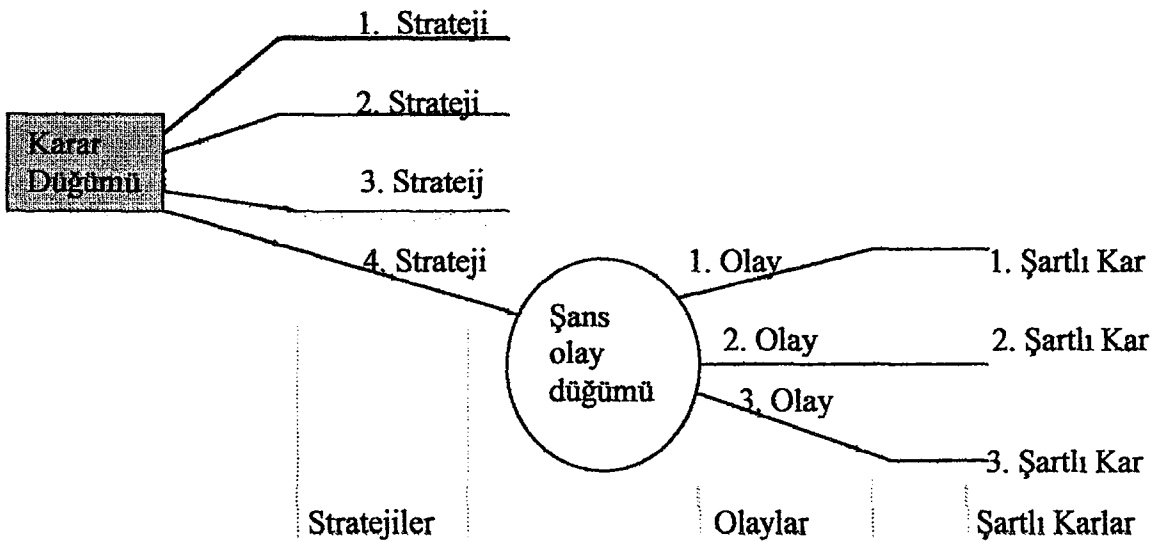 1. Strateji
2. Strateji
Karar
Düğümü
3. Strateij
4. Strateji
1. Olay
1. Şartlı Kar
Şans
olay
düğümü
2. Olay
2. Şartlı Kar
3. Olay
3. Şartlı Kar
Stratejiler
Olaylar
Şartlı Karlar